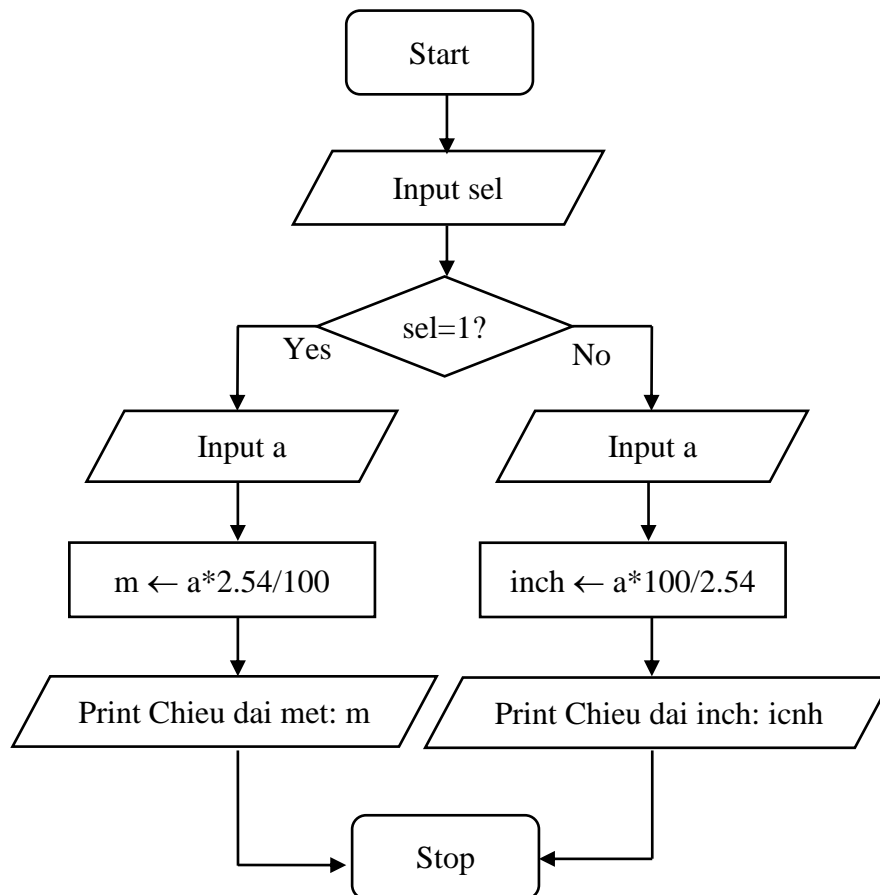 Start
Input sel
sel=1?
Yes
No
Input a
Input a
m ← a*2.54/100
inch ← a*100/2.54
Print Chieu dai met: m
Print Chieu dai inch: icnh
Stop